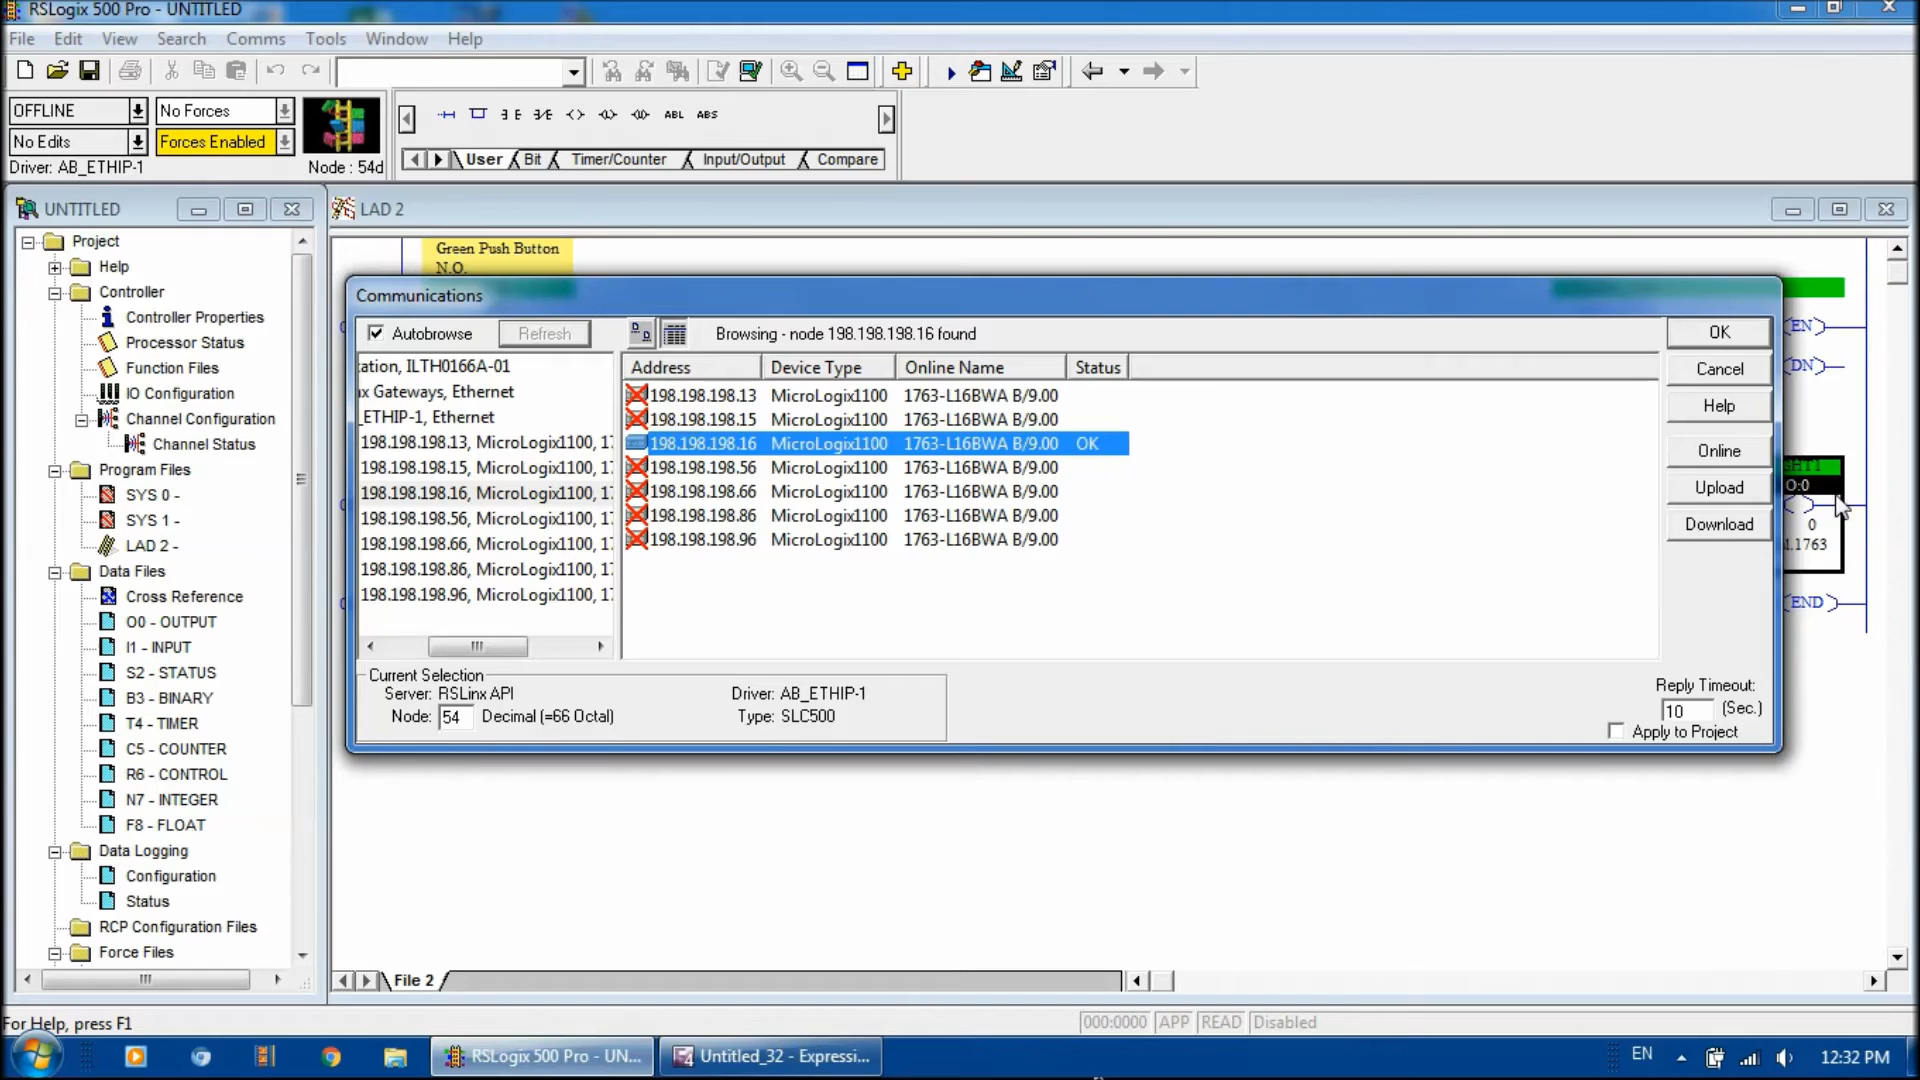 RSLogix 500 Pro - UNTITLED
File Edit View Search Comms Tools Window Help
OFFLINE No Forces
No Edits Forces Enabled
Driver: AB_ETHIP-1 Node : 54d
ABL ABS
User Bit Timer/Counter Input/Output Compare
UNTITLED
Project
Help
Controller
Controller Properties
Processor Status
Function Files
IO Configuration
Channel Configuration
Channel Status
Program Files
SYS 0 -
SYS 1 -
LAD 2 -
Data Files
Cross Reference
O0 - OUTPUT
I1 - INPUT
S2 - STATUS
B3 - BINARY
T4 - TIMER
C5 - COUNTER
R6 - CONTROL
N7 - INTEGER
F8 - FLOAT
Data Logging
Configuration
Status
RCP Configuration Files
Force Files
LAD 2
Green Push Button
N.O.
EN
DN
O:0
0
.1763
END
Communications
Autobrowse Refresh Browsing - node 198.198.198.16 found
ation, ILTH0166A-01
x Gateways, Ethernet
_ETHIP-1, Ethernet
198.198.198.13, MicroLogix1100, 1
198.198.198.15, MicroLogix1100, 1
198.198.198.16, MicroLogix1100, 1
198.198.198.56, MicroLogix1100, 1
198.198.198.66, MicroLogix1100, 1
198.198.198.86, MicroLogix1100, 1
198.198.198.96, MicroLogix1100, 1
Address Device Type Online Name Status
198.198.198.13 MicroLogix1100 1763-L16BWA B/9.00
198.198.198.15 MicroLogix1100 1763-L16BWA B/9.00
198.198.198.16 MicroLogix1100 1763-L16BWA B/9.00 OK
198.198.198.56 MicroLogix1100 1763-L16BWA B/9.00
198.198.198.66 MicroLogix1100 1763-L16BWA B/9.00
198.198.198.86 MicroLogix1100 1763-L16BWA B/9.00
198.198.198.96 MicroLogix1100 1763-L16BWA B/9.00
OK
Cancel
Help
Online
Upload
Download
Current Selection
Server: RSLinx API Driver: AB_ETHIP-1
Node: 54 Decimal (=66 Octal) Type: SLC500
Reply Timeout:
10 (Sec.)
Apply to Project
File 2
For Help, press F1 000:0000 APP READ Disabled
RSLogix 500 Pro - UN... Untitled_32 - Expressi... EN 12:32 PM